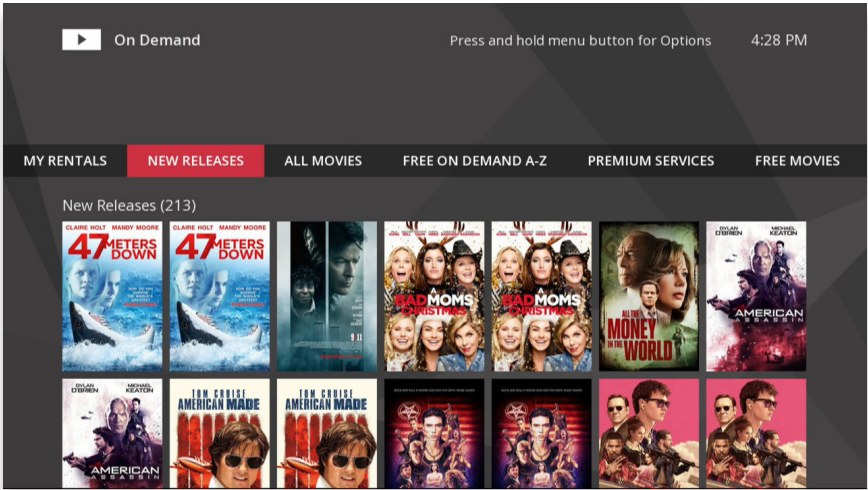 On Demand
Press and hold menu button for Options
4:28 PM
MY RENTALS
NEW RELEASES
ALL MOVIES
FREE ON DEMAND A-Z
PREMIUM SERVICES
FREE MOVIES
New Releases (213)
CLAIRE HOLT MANDY MOORE
47 METERS
DOWN
CLAIRE HOLT MANDY MOORE
47 METERS
DOWN
9 11
A
BAD MOMS
CHRISTMAS
A
BAD MOMS
CHRISTMAS
ALL THE
MONEY
IN THE WORLD
DYLAN
O'BRIEN
MICHAEL
KEATON
AMERICAN
ASSASSIN
DYLAN
O'BRIEN
MICHAEL
KEATON
AMERICAN
ASSASSIN
TOM CRUISE
AMERICAN MADE
TOM CRUISE
AMERICAN MADE